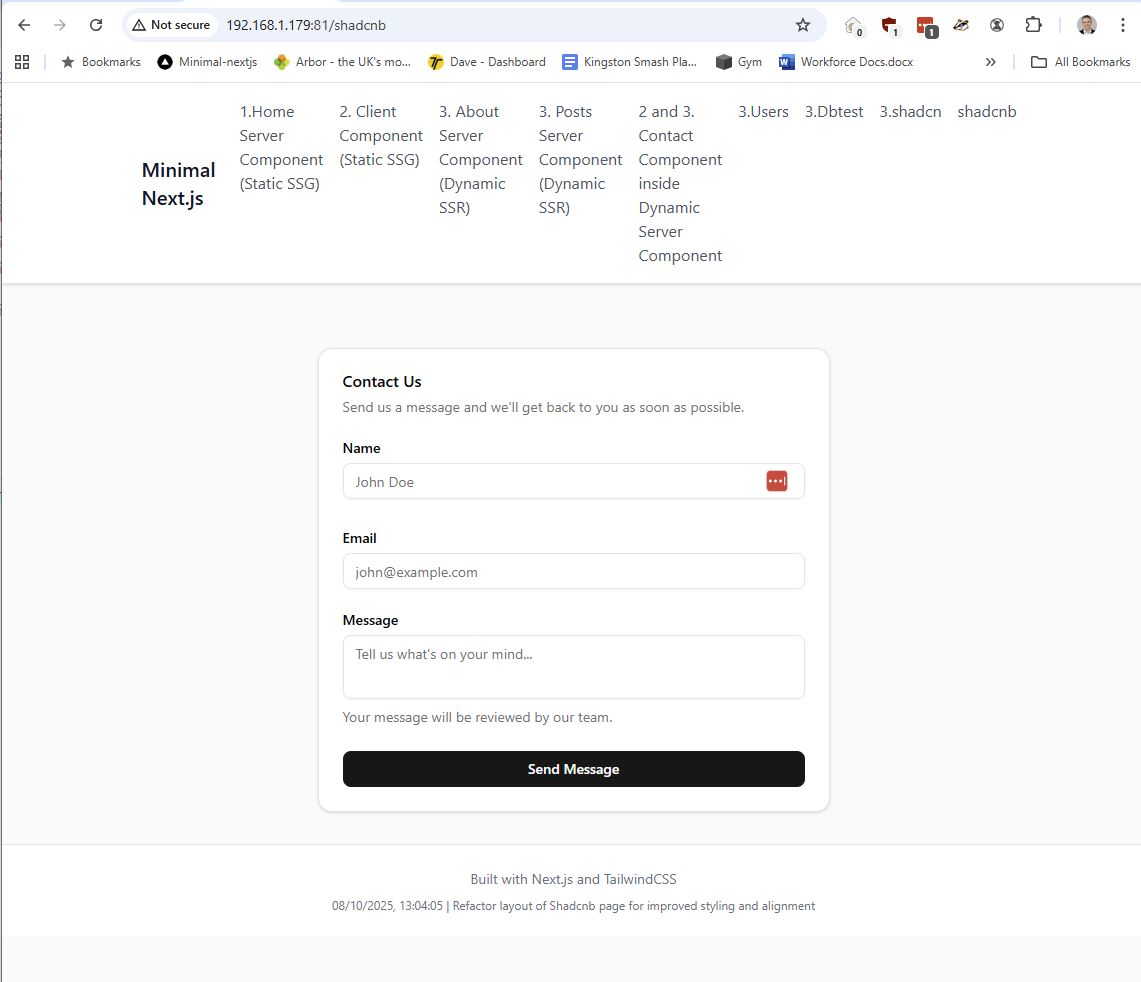 Not secure
192.168.1.179:81/shadcnb
0
1
1
Bookmarks
Minimal-nextjs
Arbor - the UK's mo...
Dave - Dashboard
Kingston Smash Pla...
Gym
Workforce Docs.docx
»
All Bookmarks
Minimal
Next.js
1.Home
Server
Component
(Static SSG)
2. Client
Component
(Static SSG)
3. About
Server
Component
(Dynamic
SSR)
3. Posts
Server
Component
(Dynamic
SSR)
2 and 3.
Contact
Component
inside
Dynamic
Server
Component
3.Users
3.Dbtest
3.shadcn
shadcnb
Contact Us
Send us a message and we'll get back to you as soon as possible.
Name
John Doe
Email
john@example.com
Message
Tell us what's on your mind...
Your message will be reviewed by our team.
Send Message
Built with Next.js and TailwindCSS
08/10/2025, 13:04:05 | Refactor layout of Shadcnb page for improved styling and alignment